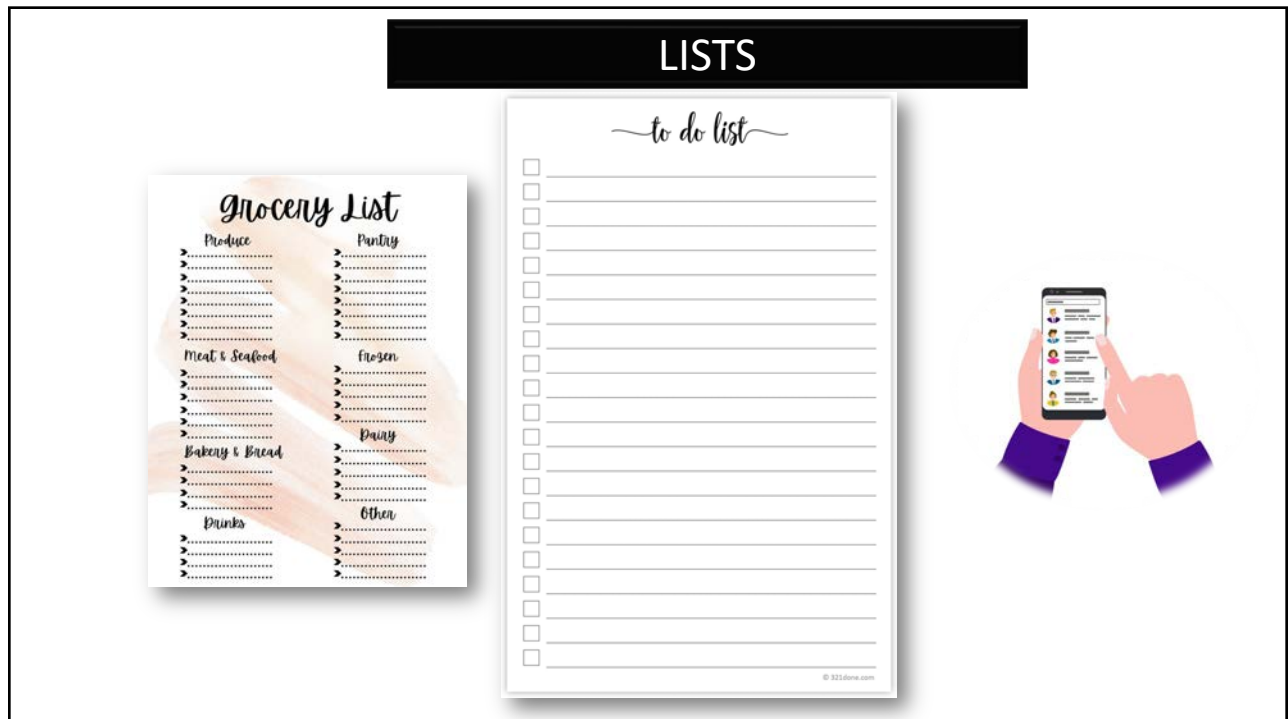 LISTS
to do list
Grocery List
Produce
Pantry
Meat & Seafood
Frozen
Dairy
Bakery & Bread
Other
Drinks
© 321done.com